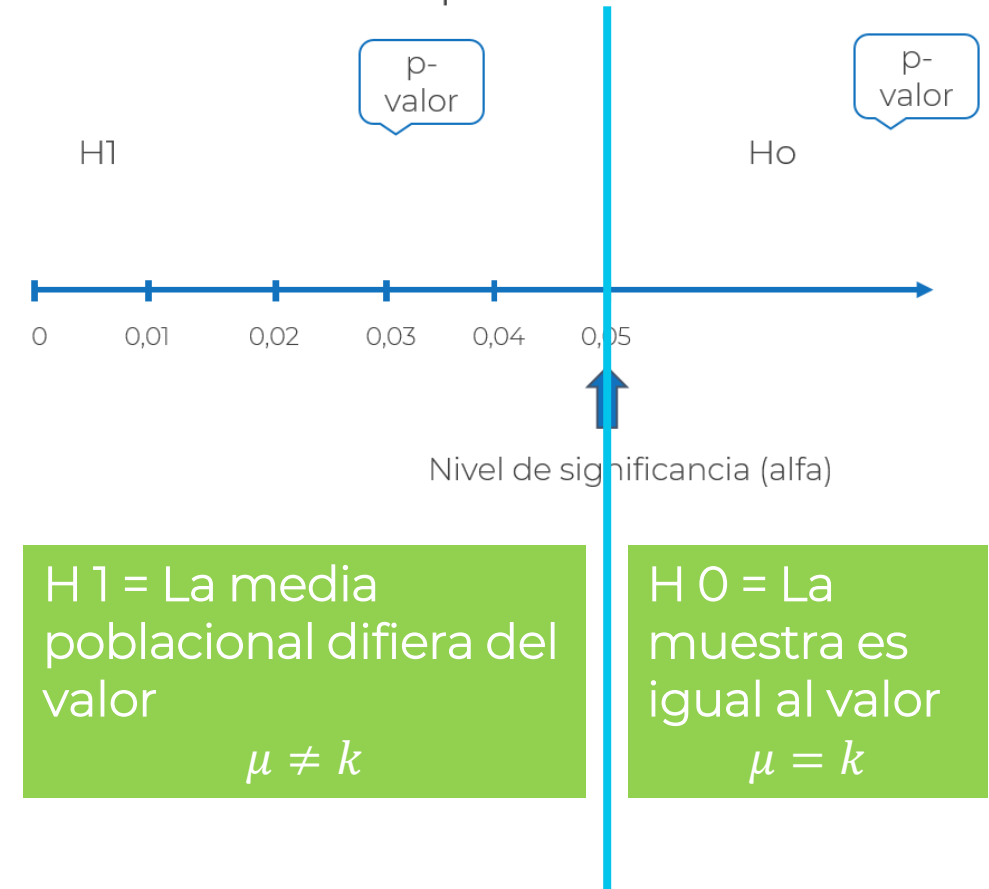 p-
valor
p-
valor
H1
Ho
0
0,01
0,02
0,03
0,04
0,05
Nivel de significancia (alfa)
H 1 = La media
poblacional difiera del
valor
μ ≠ k
H 0 = La
muestra es
igual al valor
μ = k